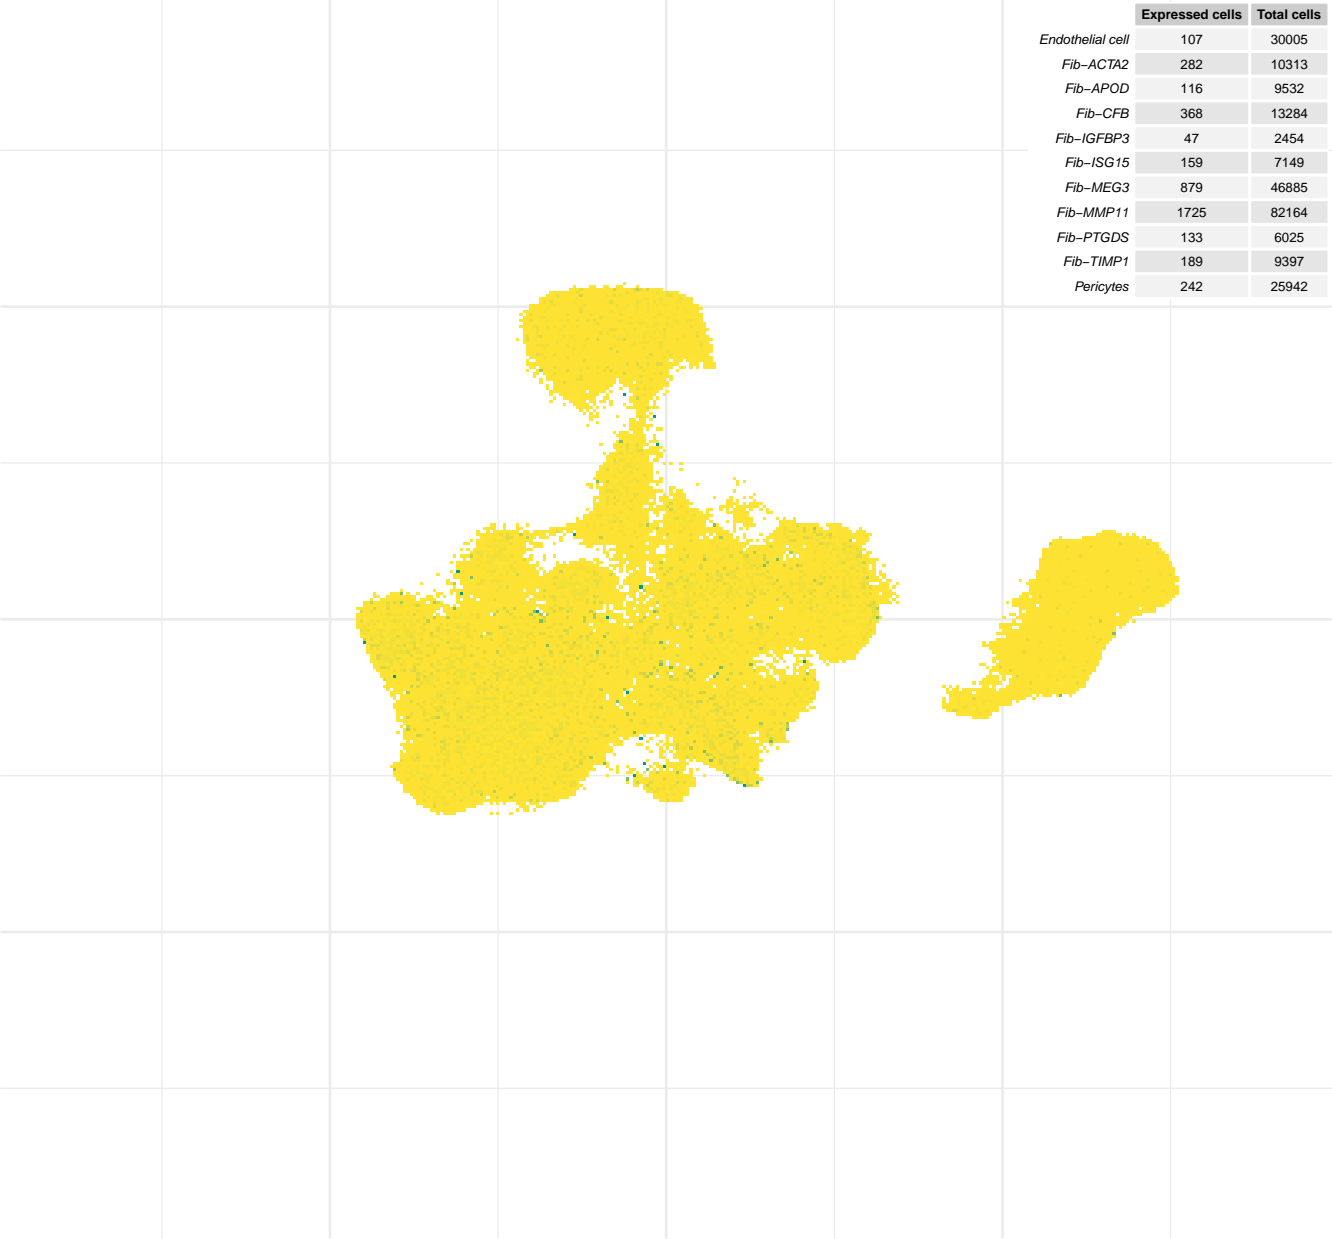 Expressed cells Total cells
Endothelial cell 107 30005
Fib−ACTA2 282 10313
Fib−APOD 116 9532
Fib−CFB 368 13284
Fib−IGFBP3 47 2454
Fib−ISG15 159 7149
Fib−MEG3 879 46885
Fib−MMP11 1725 82164
Fib−PTGDS 133 6025
Fib−TIMP1 189 9397
Pericytes 242 25942